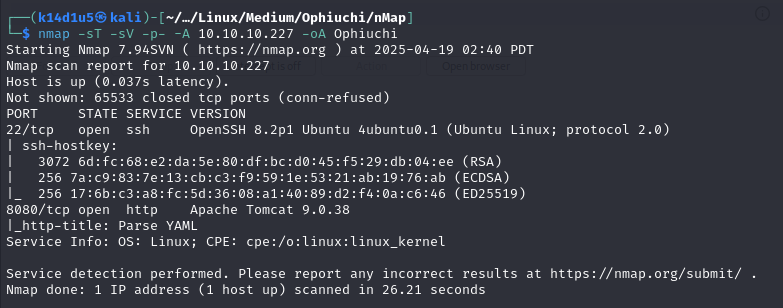 ┌──(k14d1u5㉿kali)-[~/…/Linux/Medium/Ophiuchi/nMap]
└─$ nmap -sT -sV -p- -A 10.10.10.227 -oA Ophiuchi
Starting Nmap 7.94SVN ( https://nmap.org ) at 2025-04-19 02:40 PDT
Nmap scan report for 10.10.10.227
Host is up (0.037s latency).
Not shown: 65533 closed tcp ports (conn-refused)
PORT     STATE SERVICE VERSION
22/tcp   open  ssh     OpenSSH 8.2p1 Ubuntu 4ubuntu0.1 (Ubuntu Linux; protocol 2.0)
| ssh-hostkey:
|   3072 6d:fc:68:e2:da:5e:80:df:bc:d0:45:f5:29:db:04:ee (RSA)
|   256 7a:c9:83:7e:13:cb:c3:f9:59:1e:53:21:ab:19:76:ab (ECDSA)
|_  256 17:6b:c3:a8:fc:5d:36:08:a1:40:89:d2:f4:0a:c6:46 (ED25519)
8080/tcp open  http    Apache Tomcat 9.0.38
|_http-title: Parse YAML
Service Info: OS: Linux; CPE: cpe:/o:linux:linux_kernel

Service detection performed. Please report any incorrect results at https://nmap.org/submit/ .
Nmap done: 1 IP address (1 host up) scanned in 26.21 seconds
Open browser